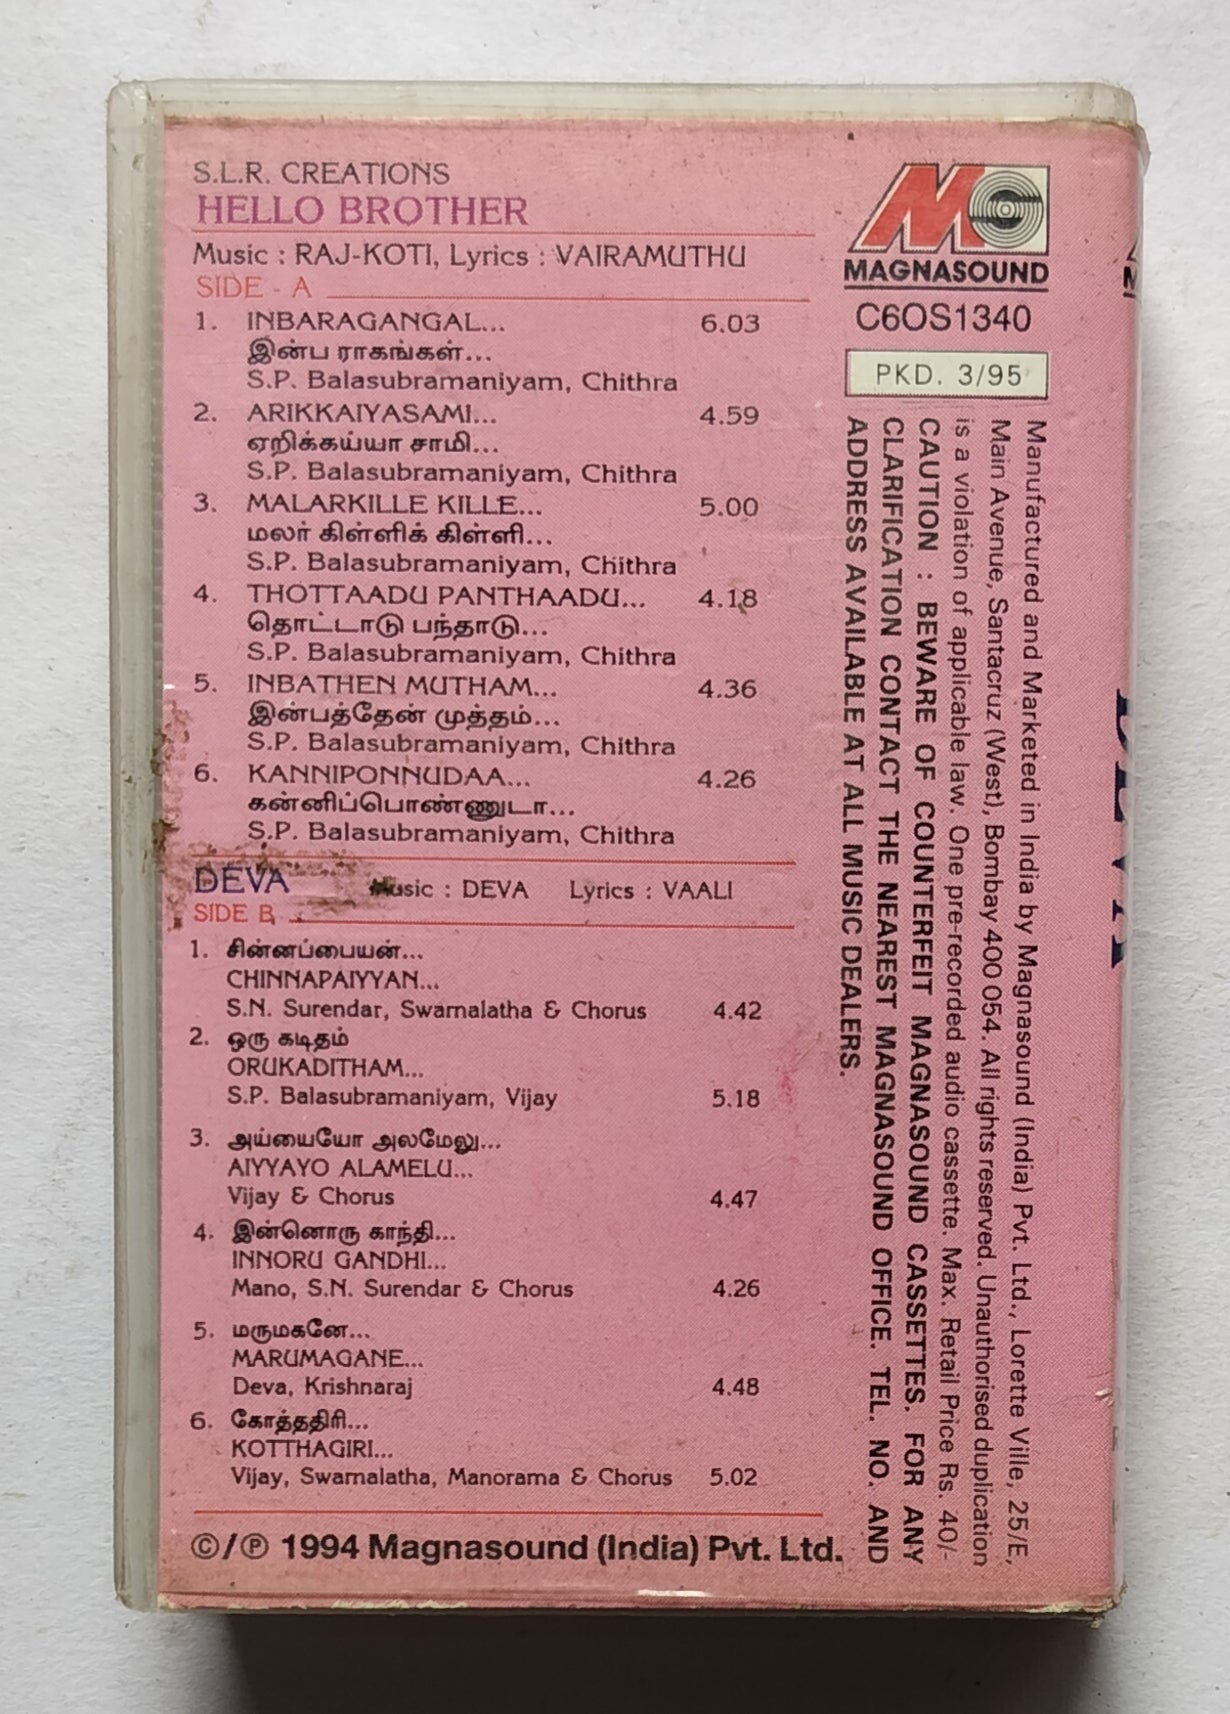 S.L.R. CREATIONS
HELLO BROTHER
Music : RAJ-KOTI, Lyrics : VAIRAMUTHU
SIDE - A
1. INBARAGANGAL... 6.03
இன்ப ராகங்கள்...
S.P. Balasubramaniyam, Chithra
2. ARIKKAIYASAMI... 4.59
ஏறிக்கய்யா சாமி...
S.P. Balasubramaniyam, Chithra
3. MALARKILLE KILLE... 5.00
மலர் கிள்ளிக் கிள்ளி...
S.P. Balasubramaniyam, Chithra
4. THOTTAADU PANTHAADU... 4.18
தொட்டாடு பந்தாடு...
S.P. Balasubramaniyam, Chithra
5. INBATHEN MUTHAM... 4.36
இன்பத்தேன் முத்தம்...
S.P. Balasubramaniyam, Chithra
6. KANNIPONNUDAA... 4.26
கன்னிப்பொண்ணுடா...
S.P. Balasubramaniyam, Chithra
DEVA Music : DEVA Lyrics : VAALI
SIDE B
1. சின்னப்பையன்...
CHINNAPAIYYAN...
S.N. Surendar, Swarnalatha & Chorus 4.42
2. ஒரு கடிதம்
ORUKADITHAM...
S.P. Balasubramaniyam, Vijay 5.18
3. அய்யையோ அலமேலு...
AIYYAYO ALAMELU...
Vijay & Chorus 4.47
4. இன்னொரு காந்தி...
INNORU GANDHI...
Mano, S.N. Surendar & Chorus 4.26
5. மருமகனே...
MARUMAGANE...
Deva, Krishnaraj 4.48
6. கோத்ததிரி...
KOTTHAGIRI...
Vijay, Swarnalatha, Manorama & Chorus 5.02
©/℗ 1994 Magnasound (India) Pvt. Ltd.
MG
MAGNASOUND
C6OS1340
PKD. 3/95
Manufactured and Marketed in India by Magnasound (India) Pvt. Ltd., Lorette Ville, 25/E,
Main Avenue, Santacruz (West), Bombay 400 054. All rights reserved. Unauthorised duplication
is a violation of applicable law. One pre-recorded audio cassette. Max. Retail Price Rs. 40/-
CAUTION : BEWARE OF COUNTERFEIT MAGNASOUND CASSETTES. FOR ANY
CLARIFICATION CONTACT THE NEAREST MAGNASOUND OFFICE. TEL. NO. AND
ADDRESS AVAILABLE AT ALL MUSIC DEALERS.
DEVA